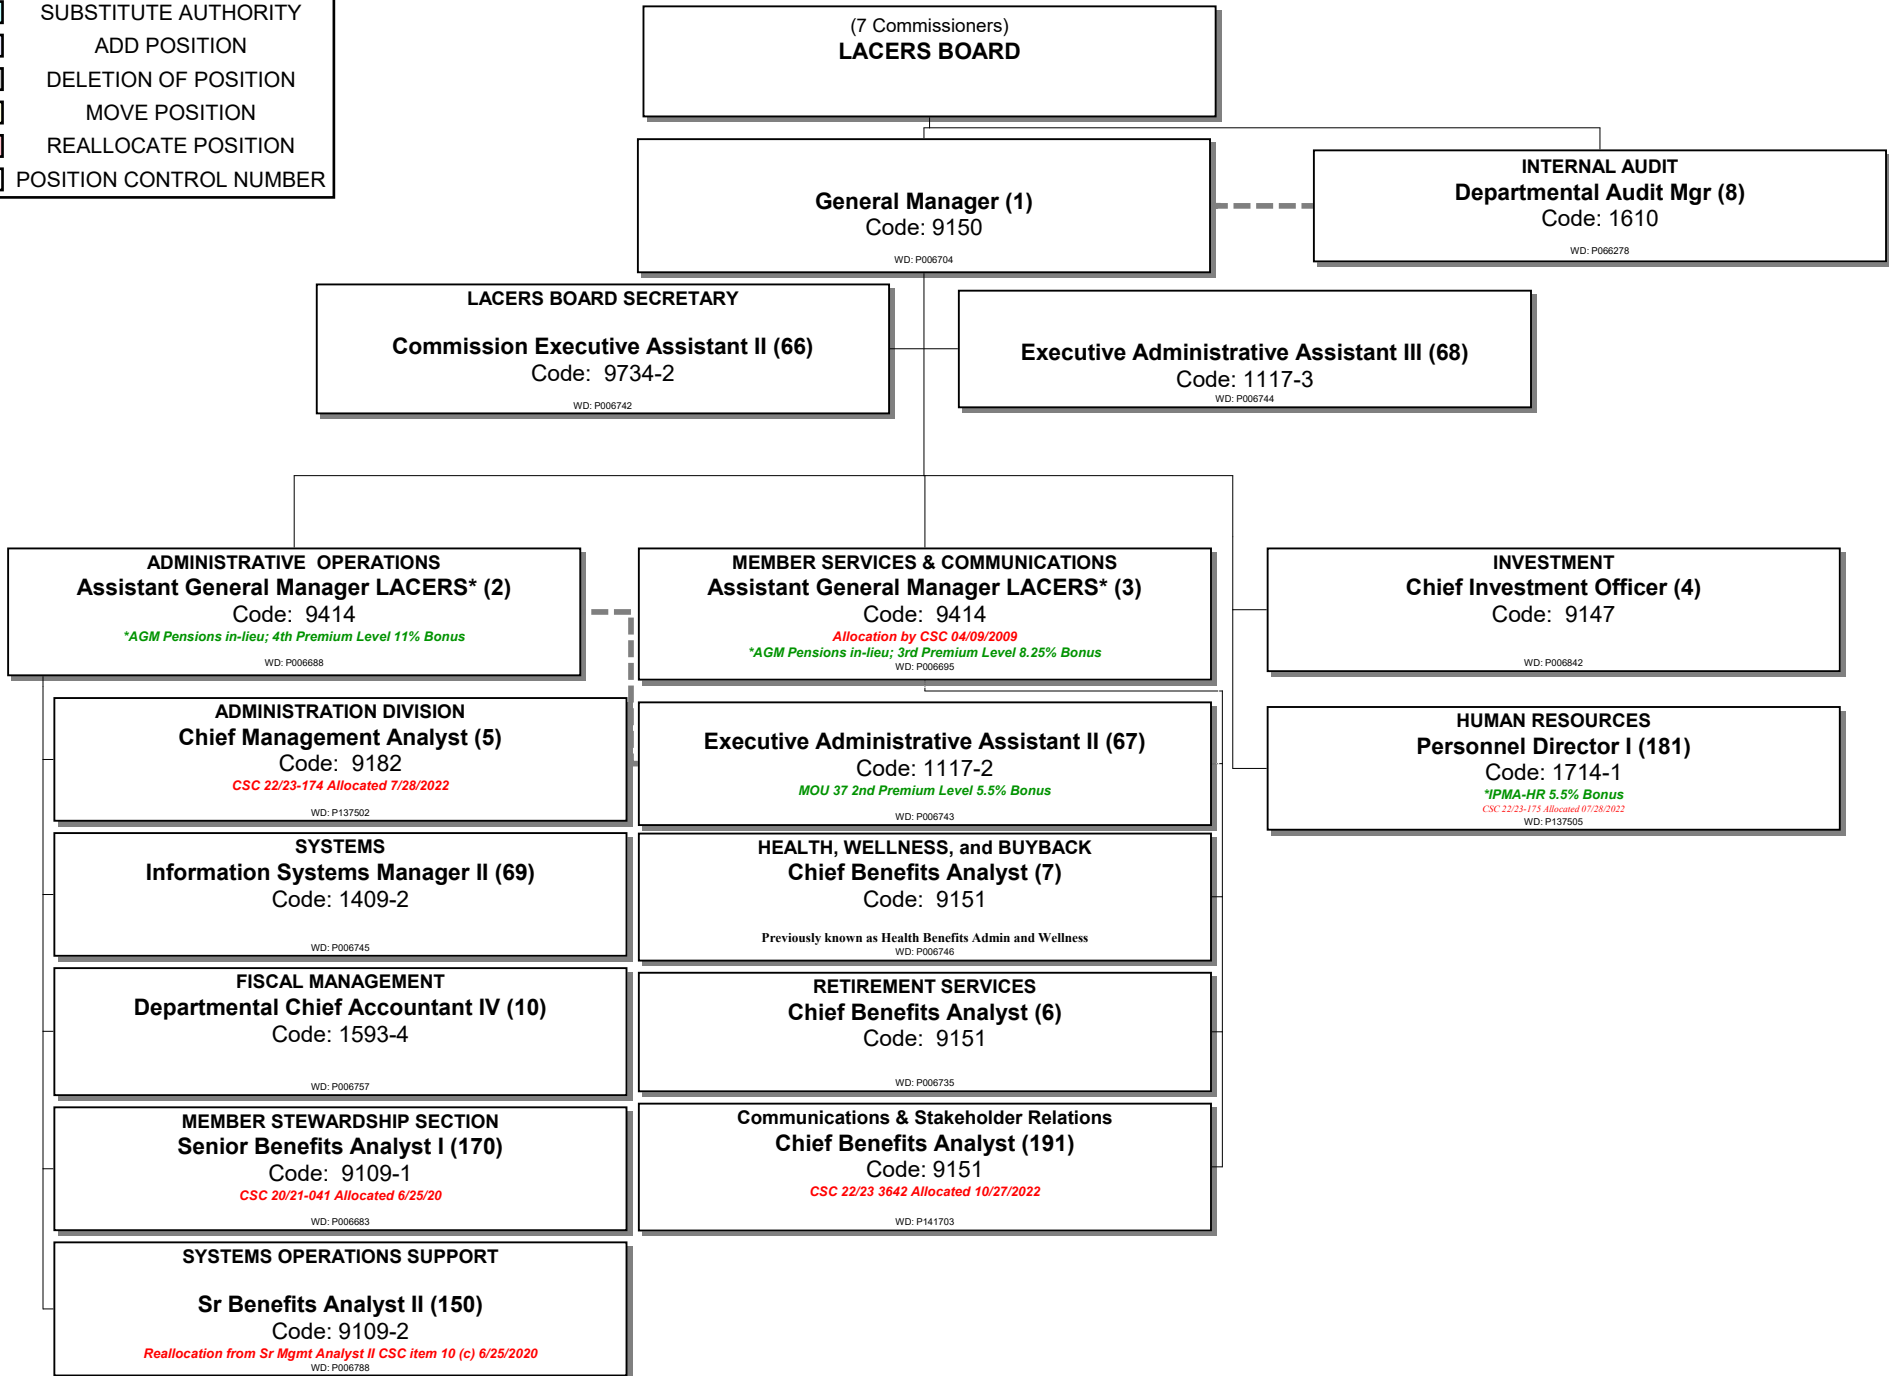 SUBSTITUTE AUTHORITY
ADD POSITION
DELETION OF POSITION
MOVE POSITION
REALLOCATE POSITION
POSITION CONTROL NUMBER
(7 Commissioners)
LACERS BOARD
General Manager (1)
Code: 9150
WD: P006704
INTERNAL AUDIT
Departmental Audit Mgr (8)
Code: 1610
WD: P066278
LACERS BOARD SECRETARY
Commission Executive Assistant II (66)
Code: 9734-2
WD: P006742
Executive Administrative Assistant III (68)
Code: 1117-3
WD: P006744
ADMINISTRATIVE OPERATIONS
Assistant General Manager LACERS* (2)
Code: 9414
*AGM Pensions in-lieu; 4th Premium Level 11% Bonus
WD: P006688
MEMBER SERVICES & COMMUNICATIONS
Assistant General Manager LACERS* (3)
Code: 9414
Allocation by CSC 04/09/2009
*AGM Pensions in-lieu; 3rd Premium Level 8.25% Bonus
WD: P006695
INVESTMENT
Chief Investment Officer (4)
Code: 9147
WD: P006842
ADMINISTRATION DIVISION
Chief Management Analyst (5)
Code: 9182
CSC 22/23-174 Allocated 7/28/2022
WD: P137502
Executive Administrative Assistant II (67)
Code: 1117-2
MOU 37 2nd Premium Level 5.5% Bonus
WD: P006743
HUMAN RESOURCES
Personnel Director I (181)
Code: 1714-1
*IPMA-HR 5.5% Bonus
CSC 22/23-175 Allocated 07/28/2022
WD: P137505
SYSTEMS
Information Systems Manager II (69)
Code: 1409-2
WD: P006745
HEALTH, WELLNESS, and BUYBACK
Chief Benefits Analyst (7)
Code: 9151
Previously known as Health Benefits Admin and Wellness
WD: P006746
FISCAL MANAGEMENT
Departmental Chief Accountant IV (10)
Code: 1593-4
WD: P006757
RETIREMENT SERVICES
Chief Benefits Analyst (6)
Code: 9151
WD: P006735
MEMBER STEWARDSHIP SECTION
Senior Benefits Analyst I (170)
Code: 9109-1
CSC 20/21-041 Allocated 6/25/20
WD: P006683
Communications & Stakeholder Relations
Chief Benefits Analyst (191)
Code: 9151
CSC 22/23 3642 Allocated 10/27/2022
WD: P141703
SYSTEMS OPERATIONS SUPPORT
Sr Benefits Analyst II (150)
Code: 9109-2
Reallocation from Sr Mgmt Analyst II CSC item 10 (c) 6/25/2020
WD: P006788